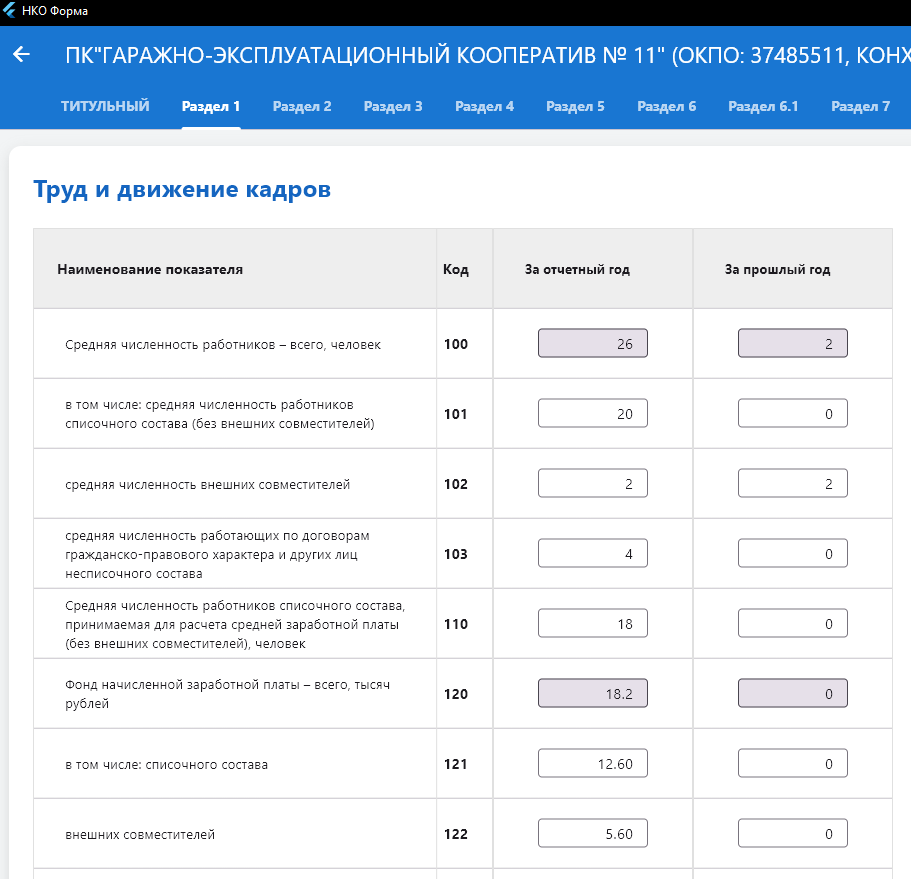 НКО Форма
ПК"ГАРАЖНО-ЭКСПЛУАТАЦИОННЫЙ КООПЕРАТИВ № 11" (ОКПО: 37485511, КОНХ
ТИТУЛЬНЫЙ Раздел 1 Раздел 2 Раздел 3 Раздел 4 Раздел 5 Раздел 6 Раздел 6.1 Раздел 7
Труд и движение кадров
Наименование показателя Код За отчетный год За прошлый год
Средняя численность работников – всего, человек 100 26 2
в том числе: средняя численность работников
списочного состава (без внешних совместителей) 101 20 0
средняя численность внешних совместителей 102 2 2
средняя численность работающих по договорам
гражданско-правового характера и других лиц
несписочного состава 103 4 0
Средняя численность работников списочного состава,
принимаемая для расчета средней заработной платы
(без внешних совместителей), человек 110 18 0
Фонд начисленной заработной платы – всего, тысяч
рублей 120 18.2 0
в том числе: списочного состава 121 12.60 0
внешних совместителей 122 5.60 0